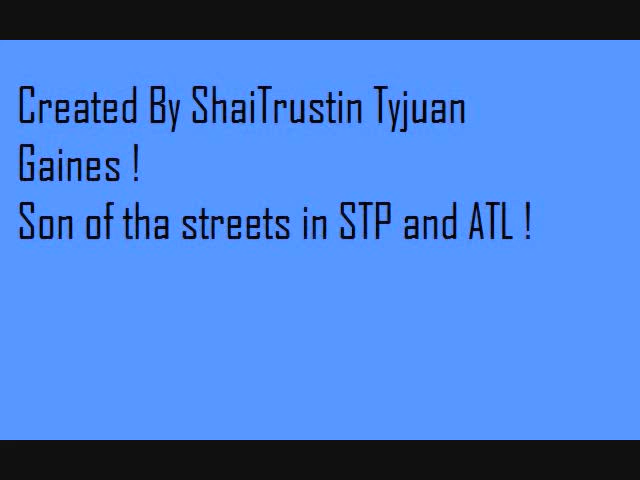 Created By ShaiTrustin Tyjuan
Gaines !
Son of tha streets in STP and ATL !